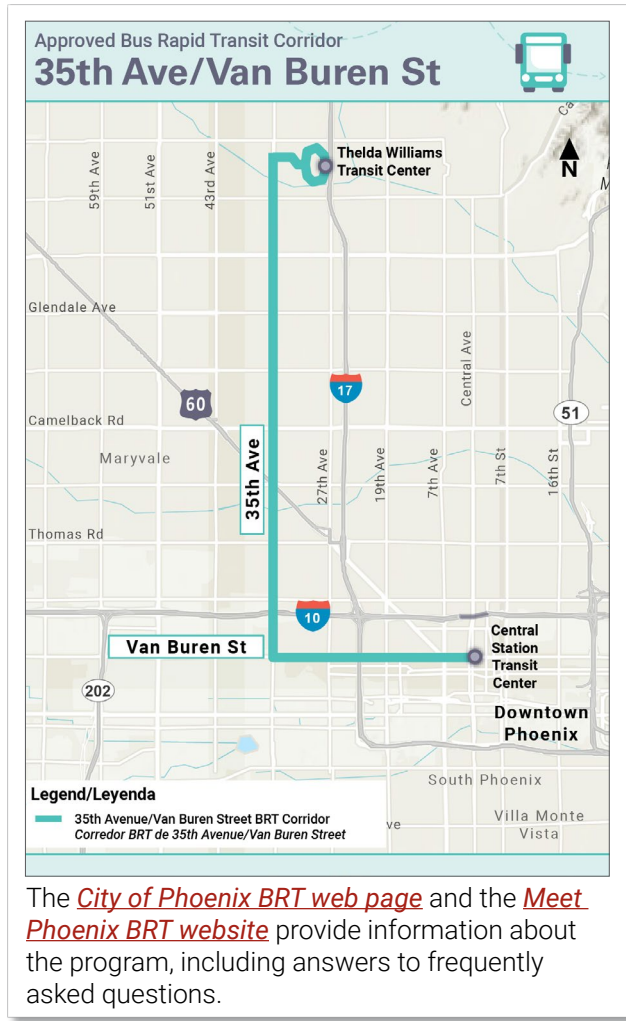 Approved Bus Rapid Transit Corridor
35th Ave/Van Buren St
Ca
N
M
Thelda Williams
Transit Center
59th Ave
51st Ave
43rd Ave
Glendale Ave
Central Ave
17
60
51
Camelback Rd
Maryvale
35th Ave
27th Ave
19th Ave
7th Ave
7th St
16th St
Thomas Rd
10
Van Buren St
Central
Station
Transit
Center
202
Downtown
Phoenix
South Phoenix
Villa Monte
Vista
ve
Legend/Leyenda
35th Avenue/Van Buren Street BRT Corridor
Corredor BRT de 35th Avenue/Van Buren Street
The City of Phoenix BRT web page and the Meet
Phoenix BRT website provide information about
the program, including answers to frequently
asked questions.